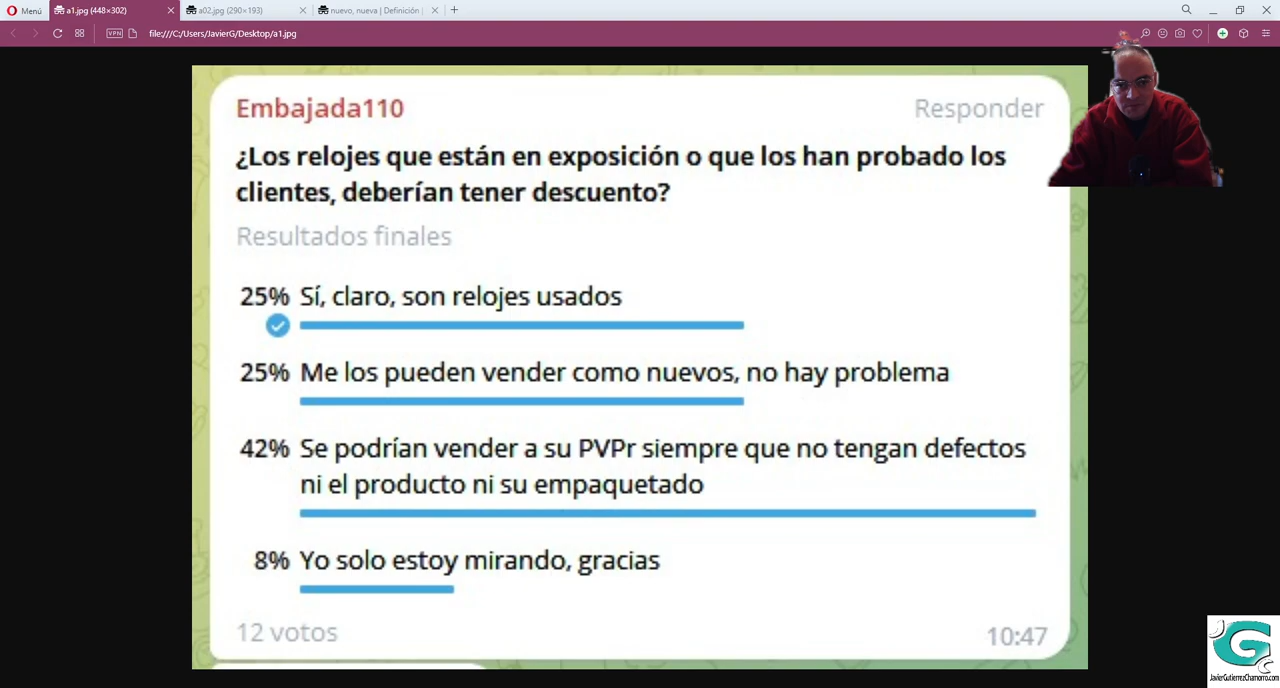 Menú
a1.jpg (448×302)
a02.jpg (290×193)
nuevo, nueva | Definición |
VPN
file:///C:/Users/JavierG/Desktop/a1.jpg
Embajada110
Responder
¿Los relojes que están en exposición o que los han probado los
clientes, deberían tener descuento?
Resultados finales
25% Sí, claro, son relojes usados
25% Me los pueden vender como nuevos, no hay problema
42% Se podrían vender a su PVPr siempre que no tengan defectos
ni el producto ni su empaquetado
8% Yo solo estoy mirando, gracias
12 votos
10:47
G
JavierGutierrezChamorro.com